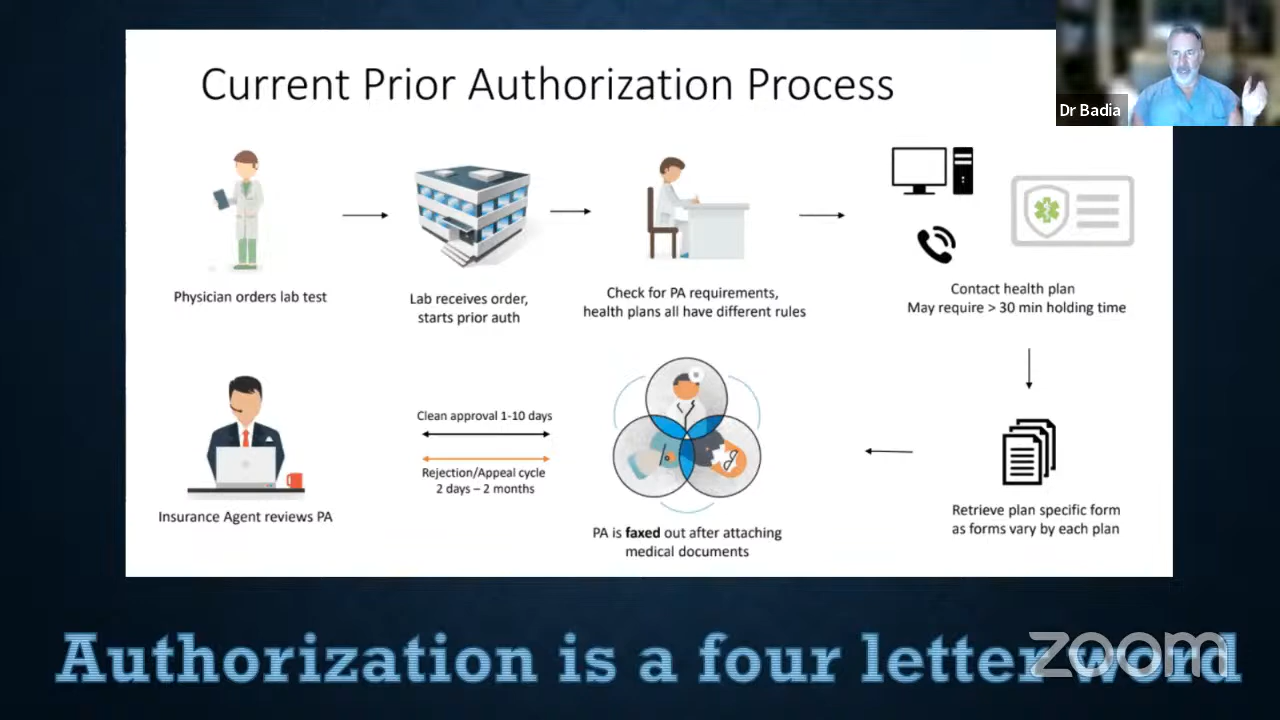 Current Prior Authorization Process
Dr Badia
Physician orders lab test
Lab receives order,
starts prior auth
Check for PA requirements,
health plans all have different rules
Contact health plan
May require > 30 min holding time
Insurance Agent reviews PA
Clean approval 1-10 days
Rejection/Appeal cycle
2 days – 2 months
PA is faxed out after attaching
medical documents
Retrieve plan specific form
as forms vary by each plan
Authorization is a four letter word
zoom